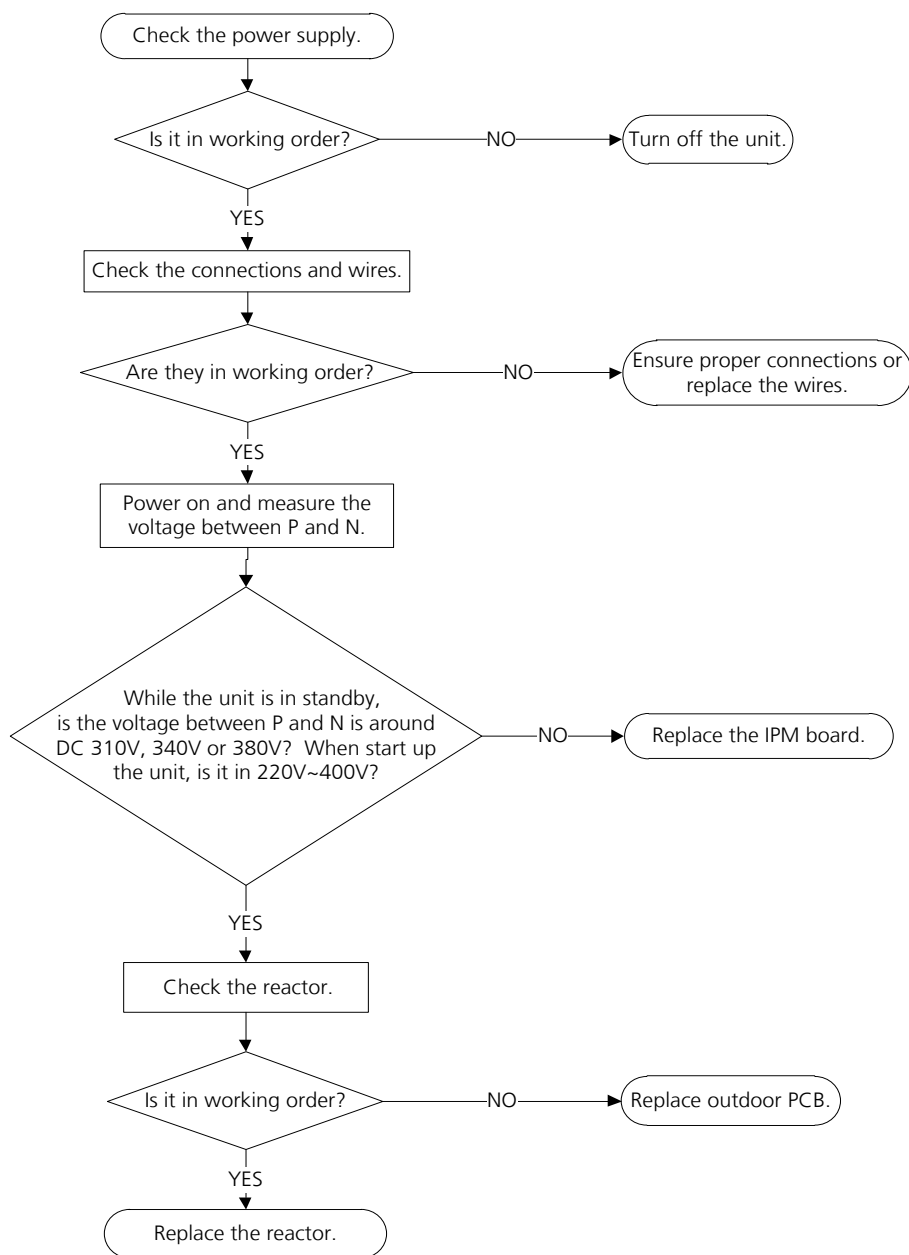 Check the power supply.
Is it in working order?
NO
Turn off the unit.
YES
Check the connections and wires.
Are they in working order?
NO
Ensure proper connections or
replace the wires.
YES
Power on and measure the
voltage between P and N.
While the unit is in standby,
is the voltage between P and N is around
DC 310V, 340V or 380V? When start up
the unit, is it in 220V~400V?
NO
Replace the IPM board.
YES
Check the reactor.
Is it in working order?
NO
Replace outdoor PCB.
YES
Replace the reactor.